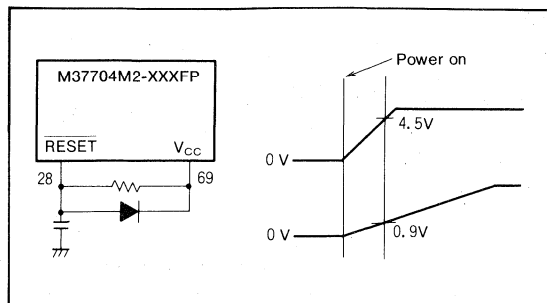 Power on
M37704M2-XXXFP
RESET
Vcc
28
69
4.5V
0 V
0 V
0.9V